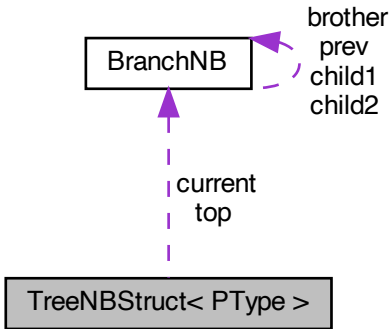 brother
prev
child1
child2
BranchNB
current
top
TreeNBStruct< PType >